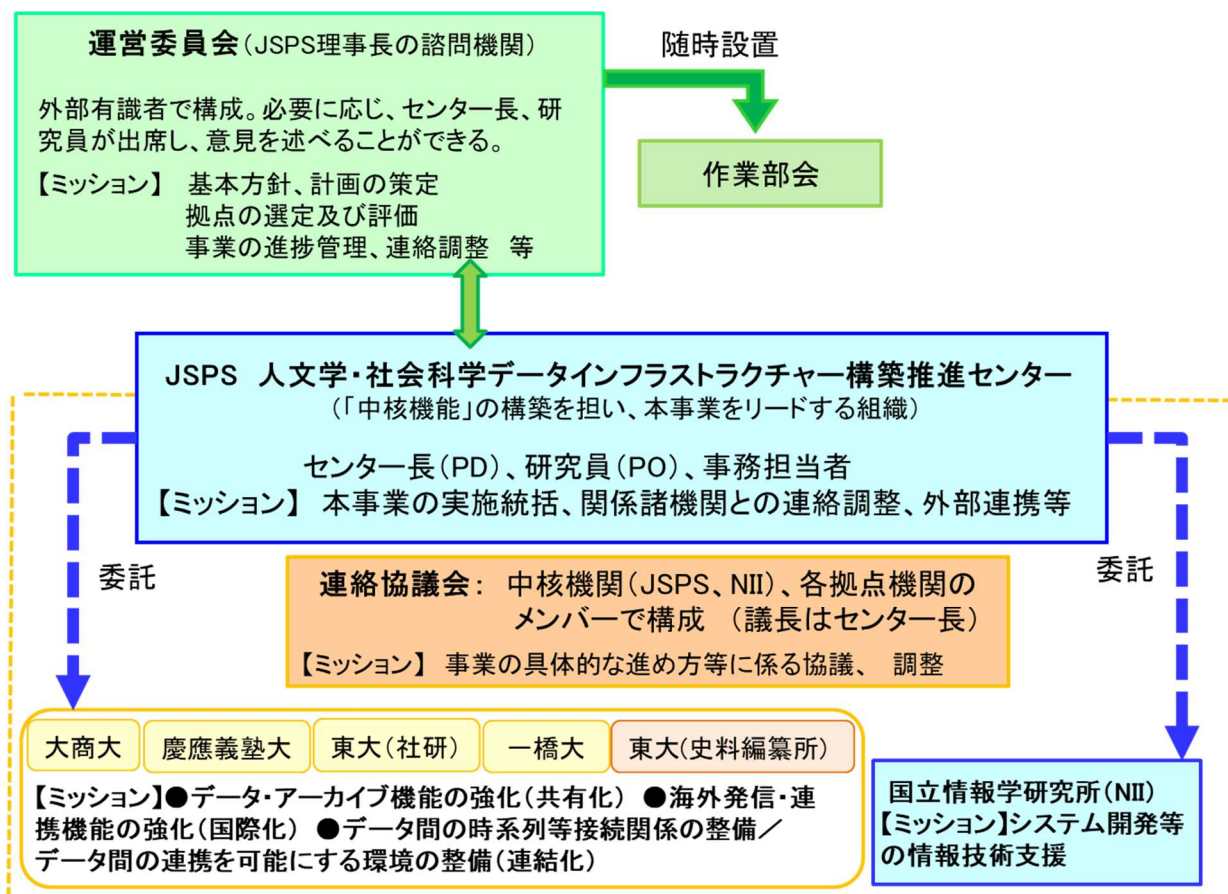 運営委員会(JSPS理事長の諮問機関)
外部有識者で構成。必要に応じ、センター長、研
究員が出席し、意見を述べることができる。
【ミッション】 基本方針、計画の策定
拠点の選定及び評価
事業の進捗管理、連絡調整 等
随時設置
作業部会
JSPS 人文学・社会科学データインフラストラクチャー構築推進センター
(「中核機能」の構築を担い、本事業をリードする組織)
センター長(PD)、研究員(PO)、事務担当者
【ミッション】 本事業の実施統括、関係諸機関との連絡調整、外部連携等
委託
委託
連絡協議会: 中核機関(JSPS、NII)、各拠点機関の
メンバーで構成 (議長はセンター長)
【ミッション】 事業の具体的な進め方等に係る協議、 調整
大商大 慶應義塾大 東大(社研) 一橋大 東大(史料編纂所)
【ミッション】●データ・アーカイブ機能の強化(共有化) ●海外発信・連
携機能の強化(国際化) ●データ間の時系列等接続関係の整備/
データ間の連携を可能にする環境の整備(連結化)
国立情報学研究所(NII)
【ミッション】システム開発等
の情報技術支援